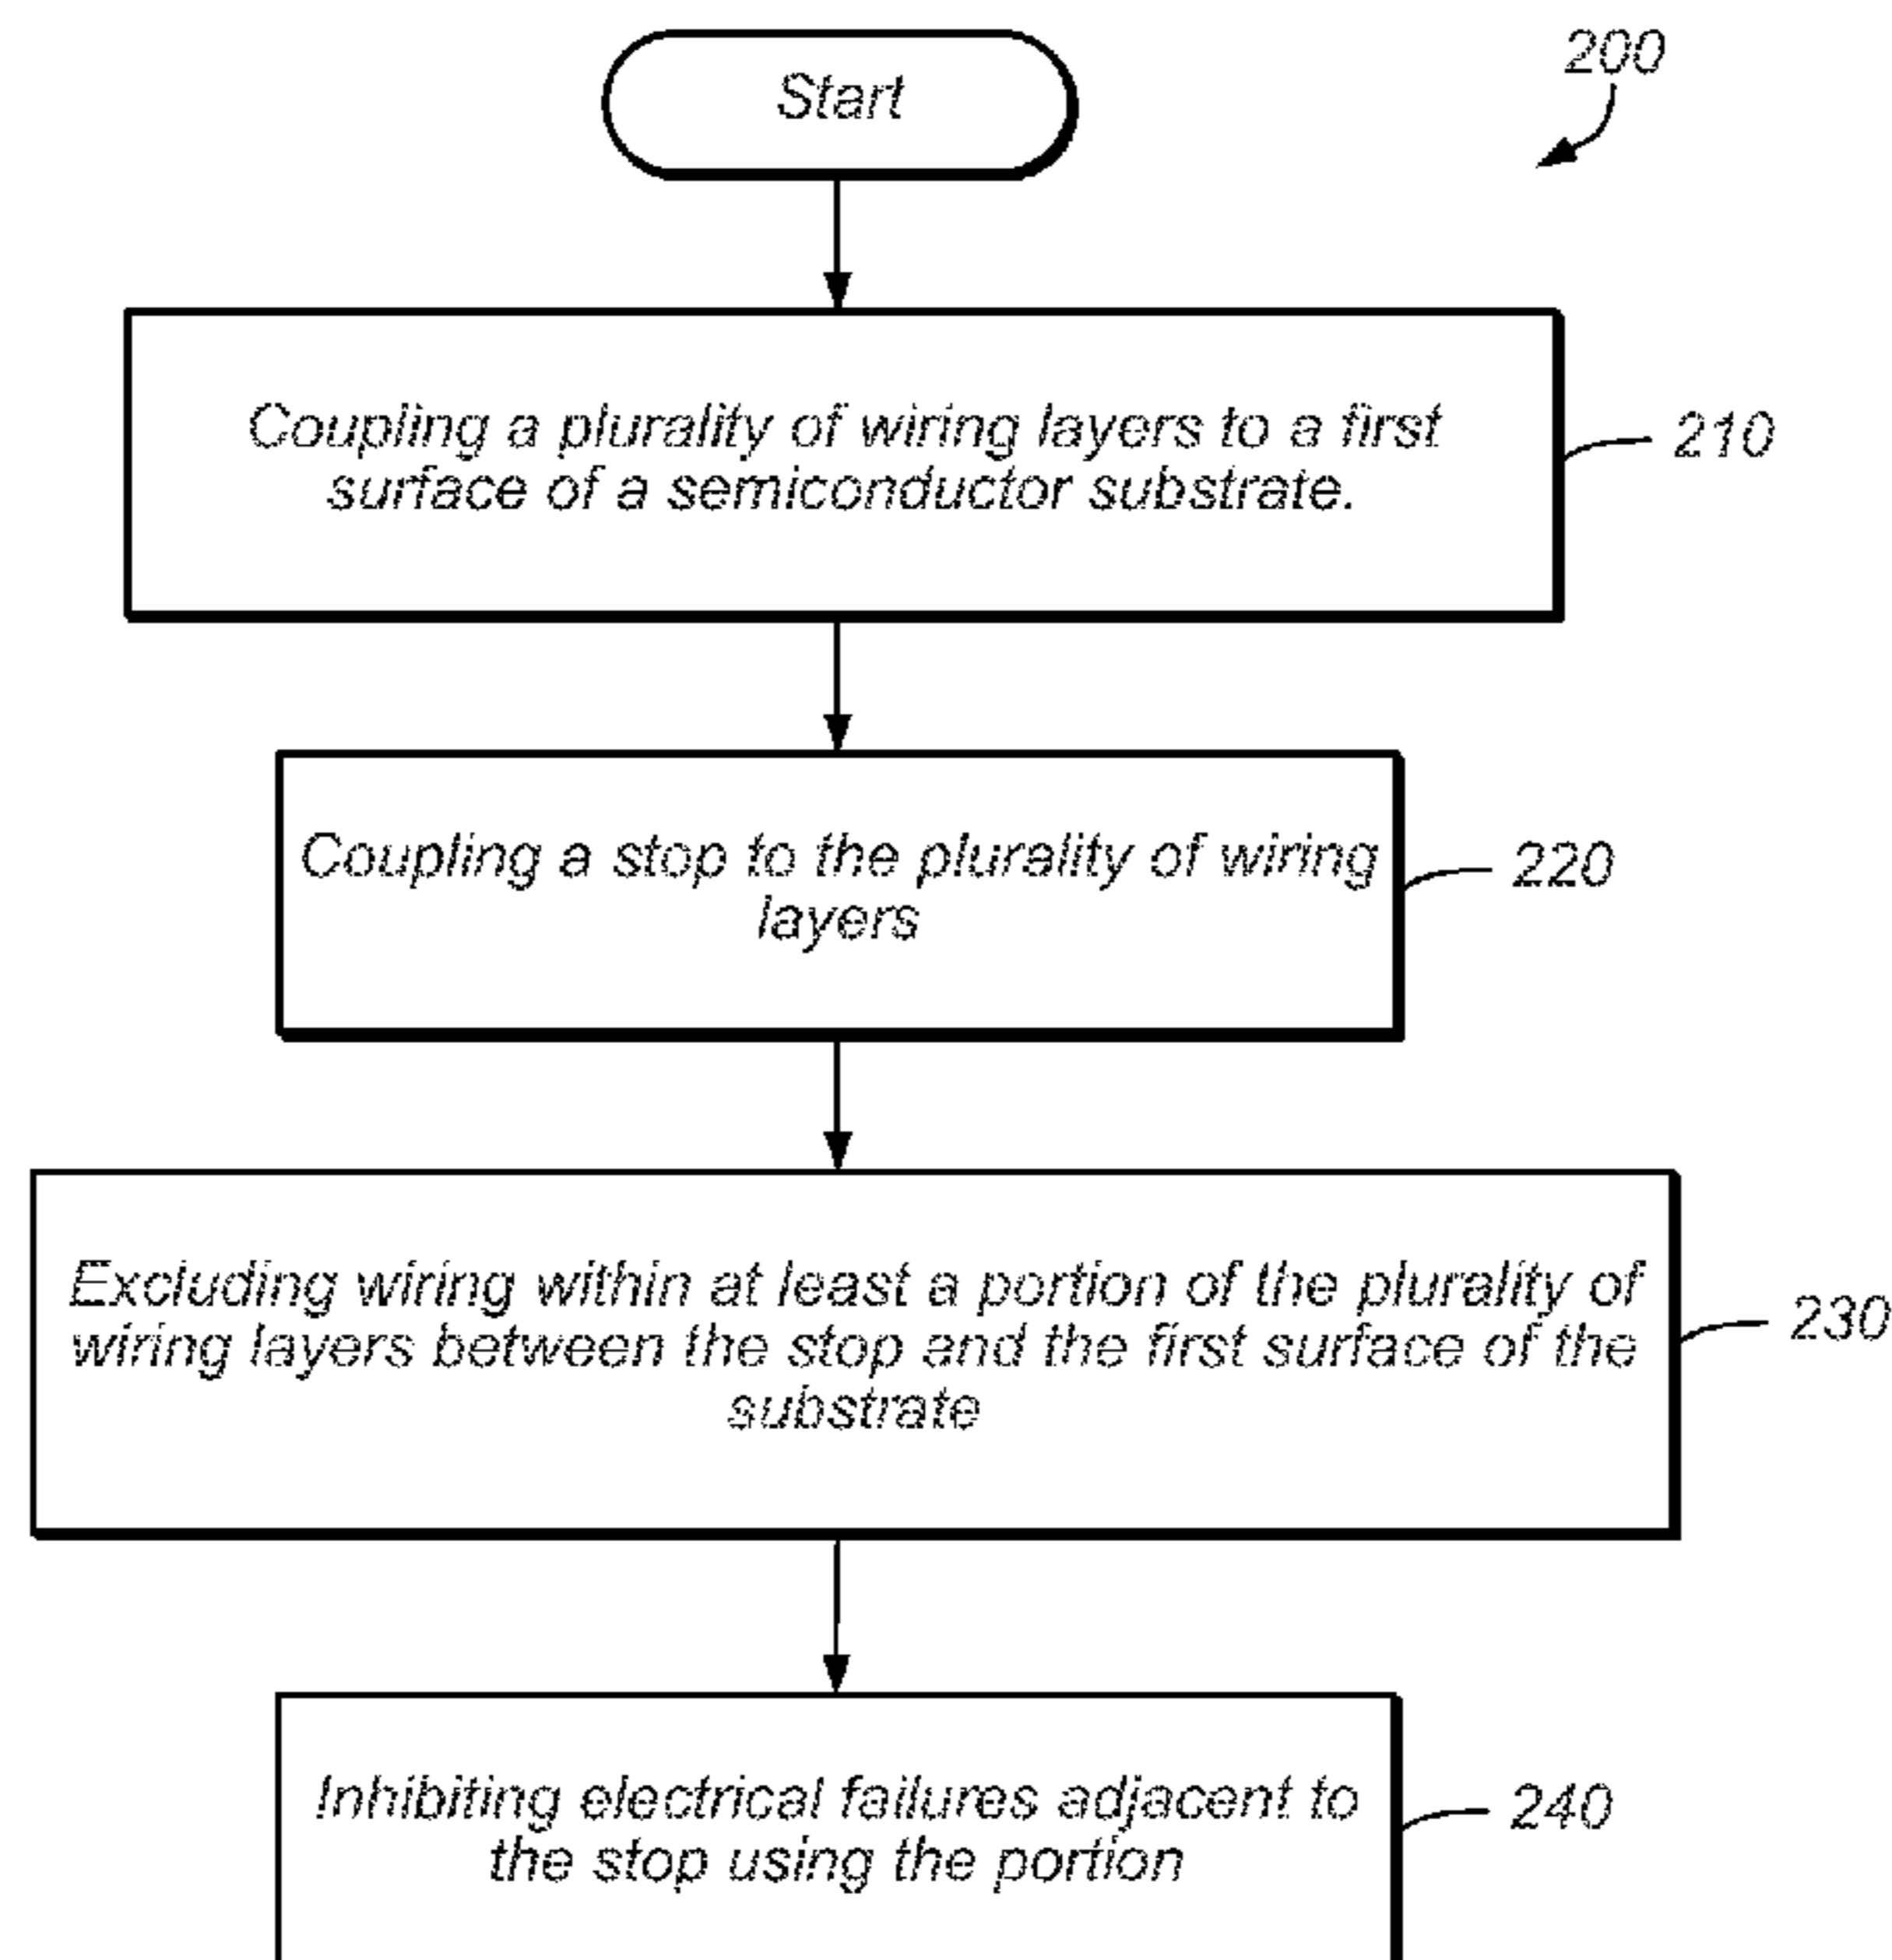 Start
200
Coupling a plurality of wiring layers to a first
surface of a semiconductor substrate.
210
Coupling a stop to the plurality of wiring
layers
220
Excluding wiring within at least a portion of the plurality of
wiring layers between the stop and the first surface of the
substrate
230
Inhibiting electrical failures adjacent to
the stop using the portion
240